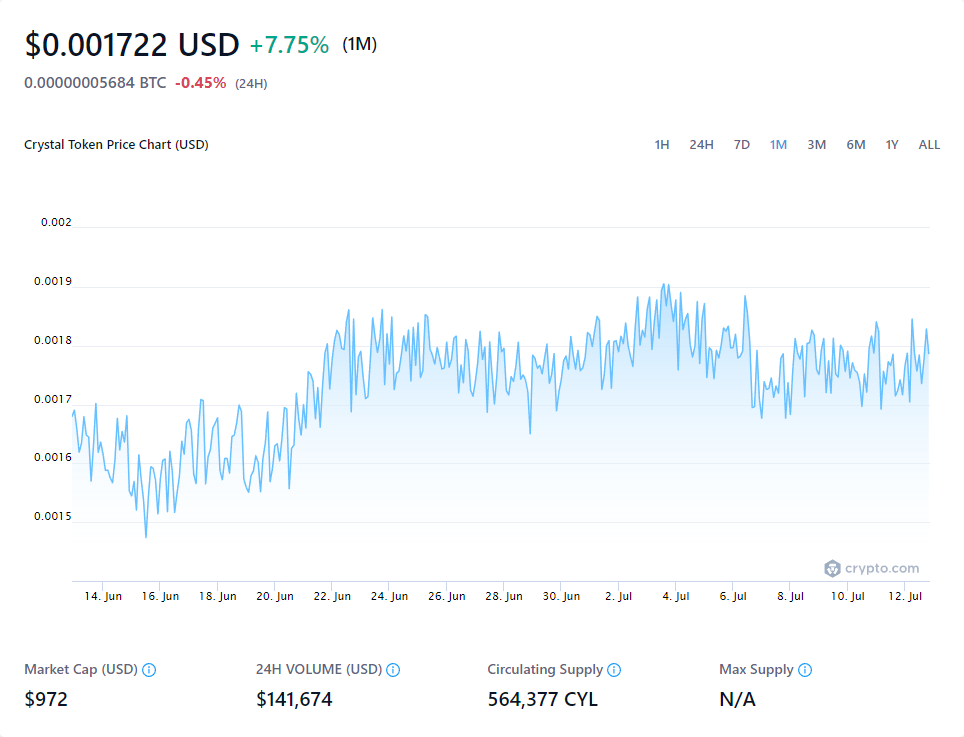 $0.001722 USD +7.75% (1M)
0.00000005684 BTC -0.45% (24H)
Crystal Token Price Chart (USD) 1H 24H 7D 1M 3M 6M 1Y ALL
0.002
0.0019
0.0018
0.0017
0.0016
0.0015
crypto.com
14. Jun 16. Jun 18. Jun 20. Jun 22. Jun 24. Jun 26. Jun 28. Jun 30. Jun 2. Jul 4. Jul 6. Jul 8. Jul 10. Jul 12. Jul
Market Cap (USD) 24H VOLUME (USD) Circulating Supply Max Supply
$972 $141,674 564,377 CYL N/A